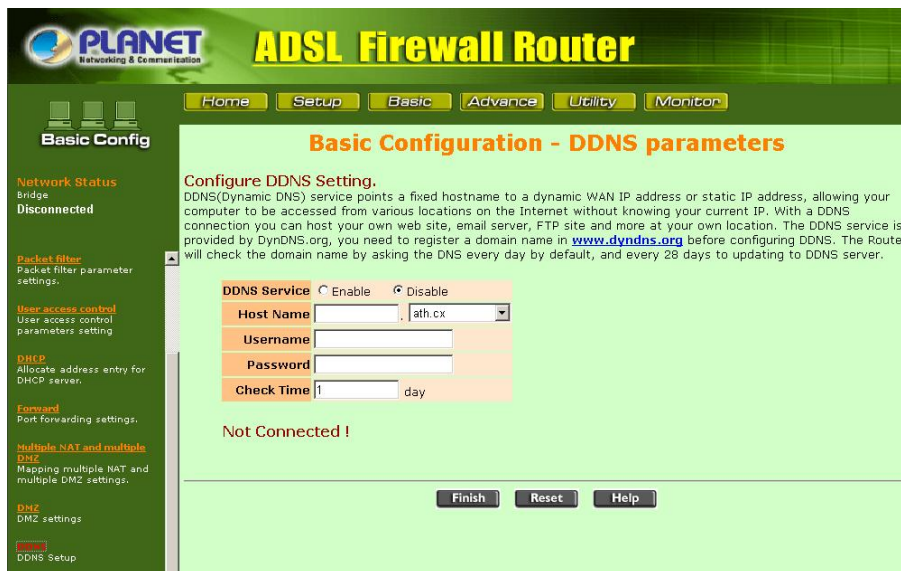 PLANET
Networking & Communication
ADSL Firewall Router
Home Setup Basic Advance Utility Monitor
Basic Config
Network Status
Bridge
Disconnected
Packet filter
Packet filter parameter
settings.
User access control
User access control
parameters setting
DHCP
Allocate address entry for
DHCP server.
Forward
Port forwarding settings.
Multiple NAT and multiple
DMZ
Mapping multiple NAT and
multiple DMZ settings.
DMZ
DMZ settings
DDNS Setup
Basic Configuration - DDNS parameters
Configure DDNS Setting.
DDNS(Dynamic DNS) service points a fixed hostname to a dynamic WAN IP address or static IP address, allowing your
computer to be accessed from various locations on the Internet without knowing your current IP. With a DDNS
connection you can host your own web site, email server, FTP site and more at your own location. The DDNS service is
provided by DynDNS.org, you need to register a domain name in www.dyndns.org before configuring DDNS. The Route
will check the domain name by asking the DNS every day by default, and every 28 days to updating to DDNS server.
DDNS Service Enable Disable
Host Name . ath.cx
Username
Password
Check Time 1 day
Not Connected !
Finish Reset Help